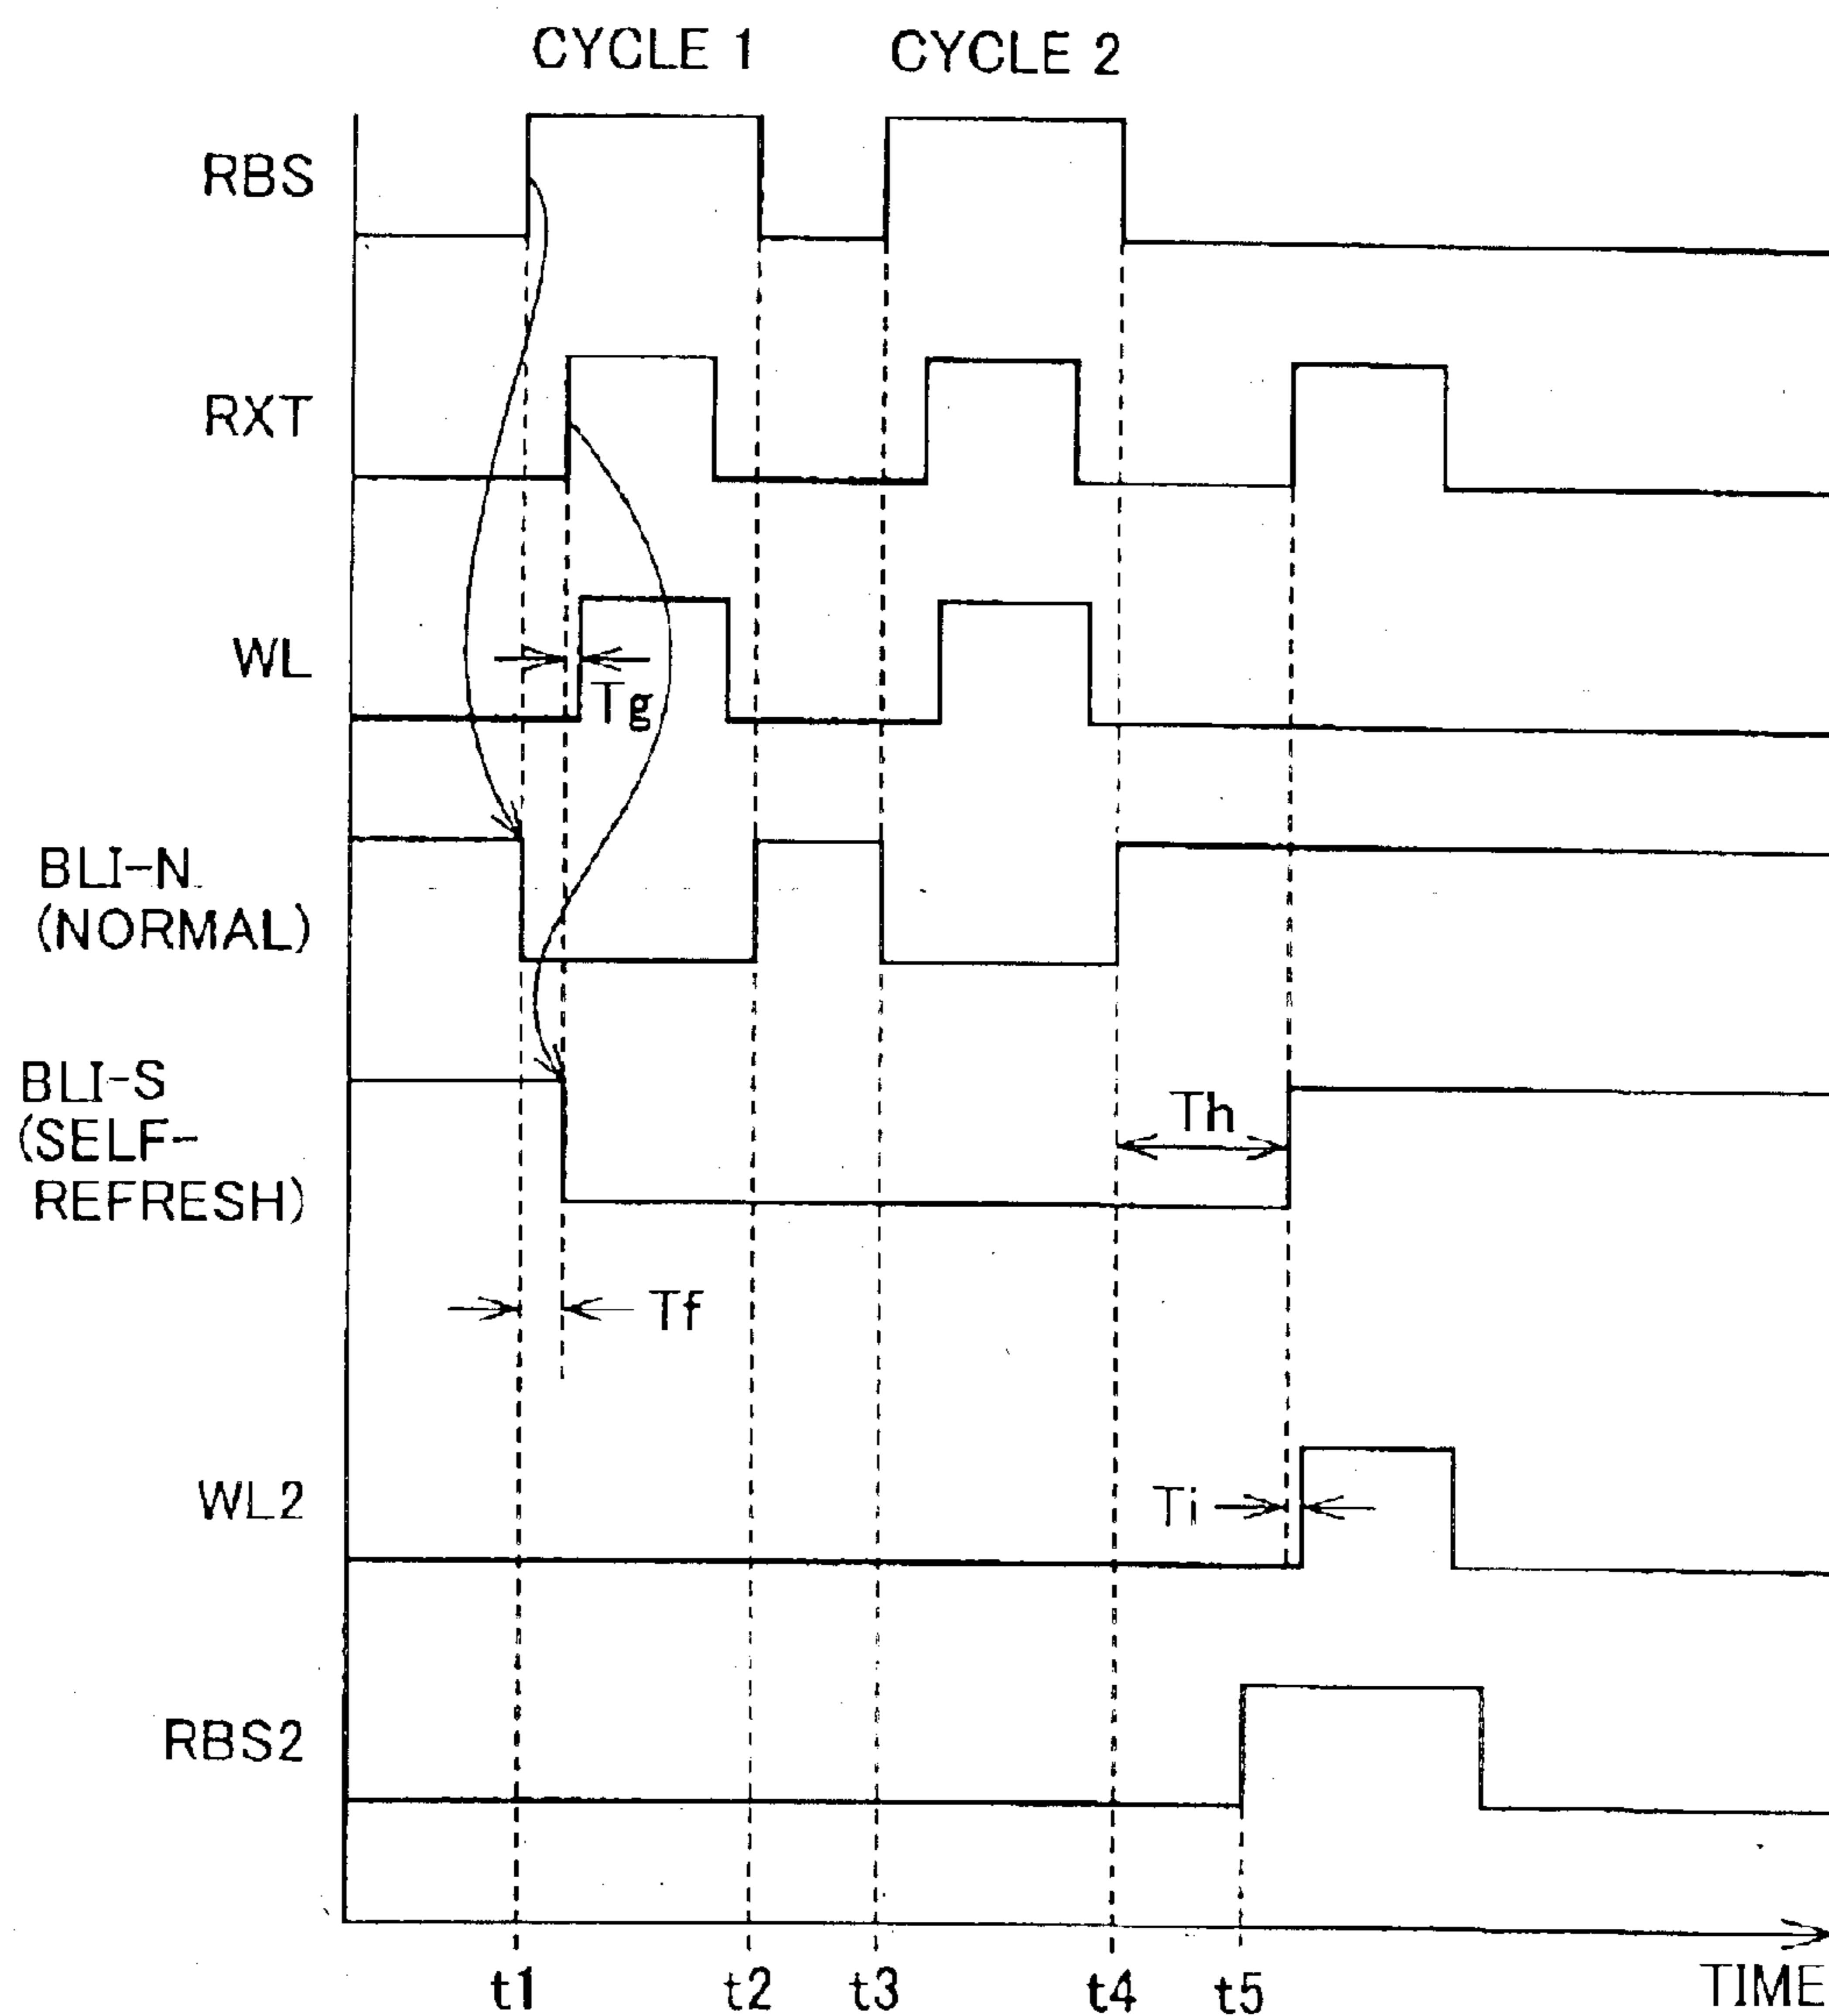 CYCLE 1 CYCLE 2
RBS
RXT
WL
Tg
BLI-N
(NORMAL)
BLI-S
(SELF-
REFRESH)
Th
Tf
WL2
Ti
RBS2
t1 t2 t3 t4 t5 TIME